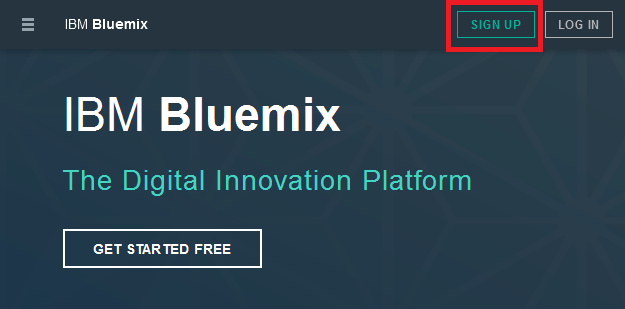 IBM Bluemix
SIGN UP
LOG IN
IBM Bluemix
The Digital Innovation Platform
GET STARTED FREE